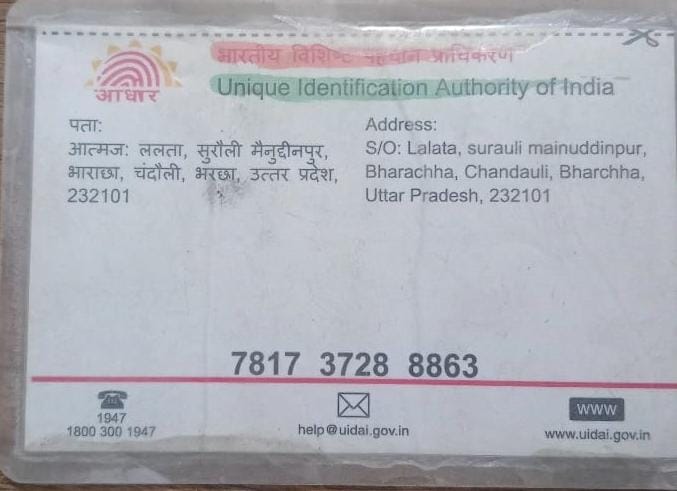 भारतीय विशिष्ट पहचान प्राधिकरण
Unique Identification Authority of India
आधार
पता:
आत्मज: ललता, सुरौली मैनुद्दीनपुर,
भाराछा, चंदौली, भरछा, उत्तर प्रदेश,
232101
Address:
S/O: Lalata, surauli mainuddinpur,
Bharachha, Chandauli, Bharchha,
Uttar Pradesh, 232101
7817 3728 8863
1947
1800 300 1947
help@uidai.gov.in
www
www.uidai.gov.in